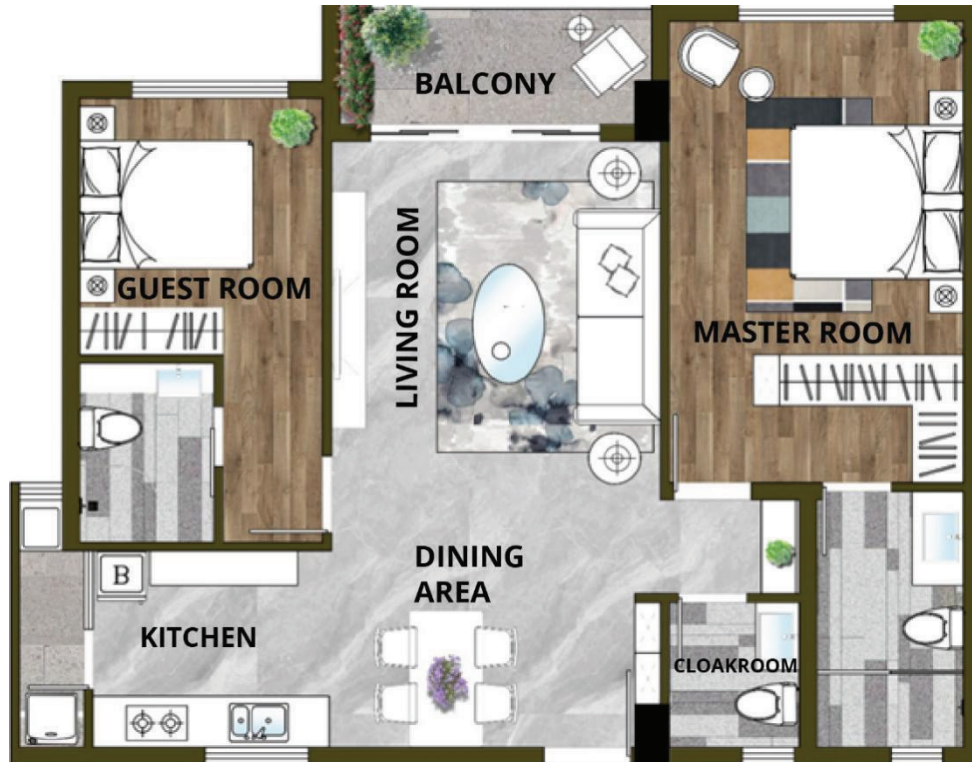 BALCONY
GUEST ROOM
LIVING ROOM
MASTER ROOM
DINING
AREA
B
KITCHEN
CLOAKROOM